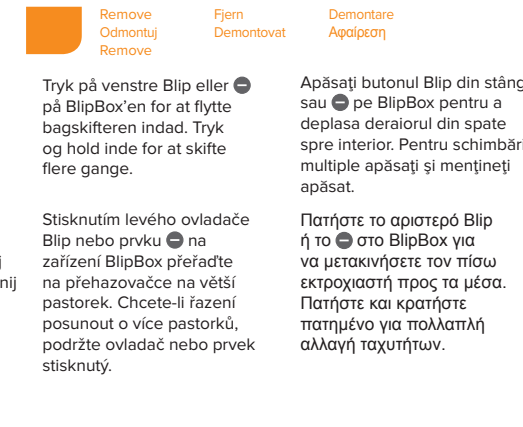 Remove
Odmontuj
Remove
Fjern
Demontovat
Demontare
Αφαίρεση
Tryk på venstre Blip eller
på BlipBox’en for at flytte
bagskifteren indad. Tryk
og hold inde for at skifte
flere gange.
Apăsaţi butonul Blip din
sau pe BlipBox pentru a
deplasa deraiorul din spate
spre interior. Pentru schimbări
multiple apăsaţi şi menţineţi
apăsat.
Stisknutím levého ovladače
Blip nebo prvku na
zařízení BlipBox přeřaďte
na přehazovačce na větší
pastorek. Chcete-li řazení
posunout o více pastorků,
podržte ovladač nebo prvek
stisknutý.
Πατήστε το αριστερό Blip
ή το στο BlipBox για
να μετακινήσετε τον πίσω
εκτροχιαστή προς τα μέσα.
Πατήστε και κρατήστε
πατημένο για πολλαπλή
αλλαγή ταχυτήτων.